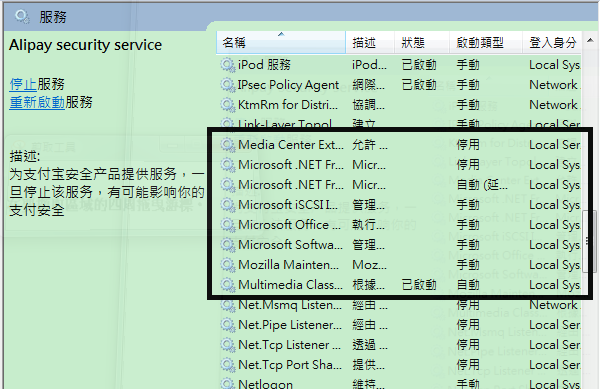 服務
Alipay security service
停止服務
重新啟動服務
描述:
为支付宝安全产品提供服务，一
旦停止该服务，有可能影响你的
支付安全
名稱 描述 狀態 啟動類型 登入身分
iPod 服務 iPod... 已啟動 手動 Local Sys
IPsec Policy Agent 網際... 已啟動 手動 Network
KtmRm for Distri... 協調... 手動 Network
Link-Layer Topol... 建立... 手動 Local Ser
Media Center Ext... 允許 ... 停用 Local Ser
Microsoft .NET Fr... Micr... 停用 Local Sys
Microsoft .NET Fr... Micr... 自動 (延... Local Sys
Microsoft iSCSI I... 管理... 手動 Local Sys
Microsoft Office ... 執行... 手動 Local Sys
Microsoft Softwa... 管理... 手動 Local Sys
Mozilla Mainten... Moz... 手動 Local Sys
Multimedia Class... 根據... 已啟動 自動 Local Sys
Net.Msmq Listen... 經由 ... 停用 Network
Net.Pipe Listener... 經由 ... 停用 Local Ser
Net.Tcp Listener ... 透過 ... 停用 Local Ser
Net.Tcp Port Sha... 提供... 停用 Local Ser
Netlogon 維持... 手動 Local Sys